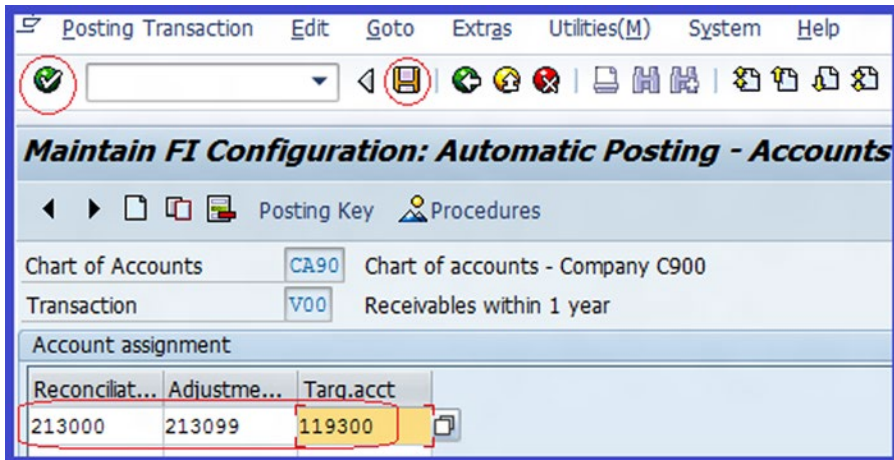 Posting Transaction Edit Goto Extras Utilities(M) System Help
Maintain FI Configuration: Automatic Posting - Accounts
Posting Key Procedures
Chart of Accounts CA90 Chart of accounts - Company C900
Transaction V00 Receivables within 1 year
Account assignment
Reconciliat... Adjustme... Targ.acct
213000 213099 119300